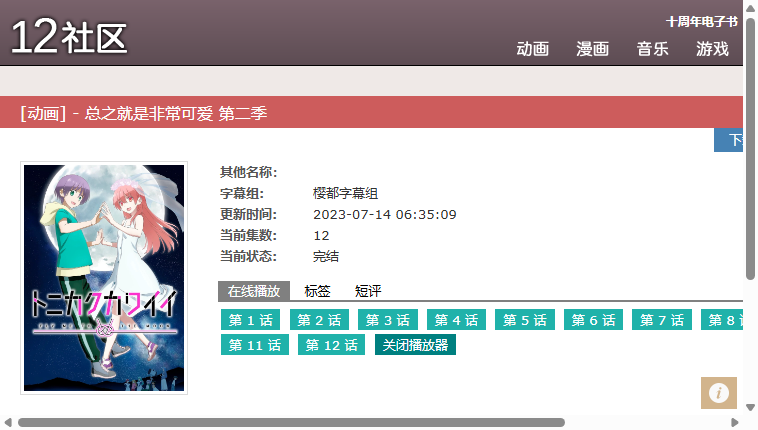 12社区
十周年电子书
动画 漫画 音乐 游戏
[动画] - 总之就是非常可爱 第二季
其他名称:
字幕组: 樱都字幕组
更新时间: 2023-07-14 06:35:09
当前集数: 12
当前状态: 完结
トニカクカワイイ
FLY ME TO THE MOON
在线播放 标签 短评
第 1 话 第 2 话 第 3 话 第 4 话 第 5 话 第 6 话 第 7 话 第 8
第 11 话 第 12 话 关闭播放器
i